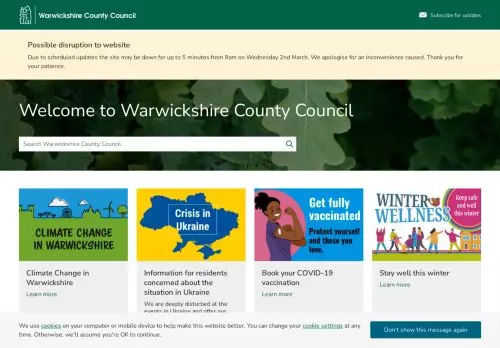 Warwickshire County Council
Subscribe for updates
Possible disruption to website
Due to scheduled updates the site may be down for up to 5 minutes from 9am on Wednesday 2nd March. We apologise for an inconvenience caused. Thank you for
your patience.
Welcome to Warwickshire County Council
Search Warwickshire County Council
CLIMATE CHANGE
IN WARWICKSHIRE
Climate Change in
Warwickshire
Learn more
Crisis in
Ukraine
Information for residents
concerned about the
situation in Ukraine
We are deeply disturbed at the
events in Ukraine and offer our
Get fully
vaccinated
Protect yourself
and those you
love.
Book your COVID-19
vaccination
Learn more
WINTER
WELLNESS
Keep safe
and well
this winter
Stay well this winter
Learn more
We use cookies on your computer or mobile device to help make this website better. You can change your cookie settings at any
time. Otherwise, we'll assume you're OK to continue.
Don't show this message again